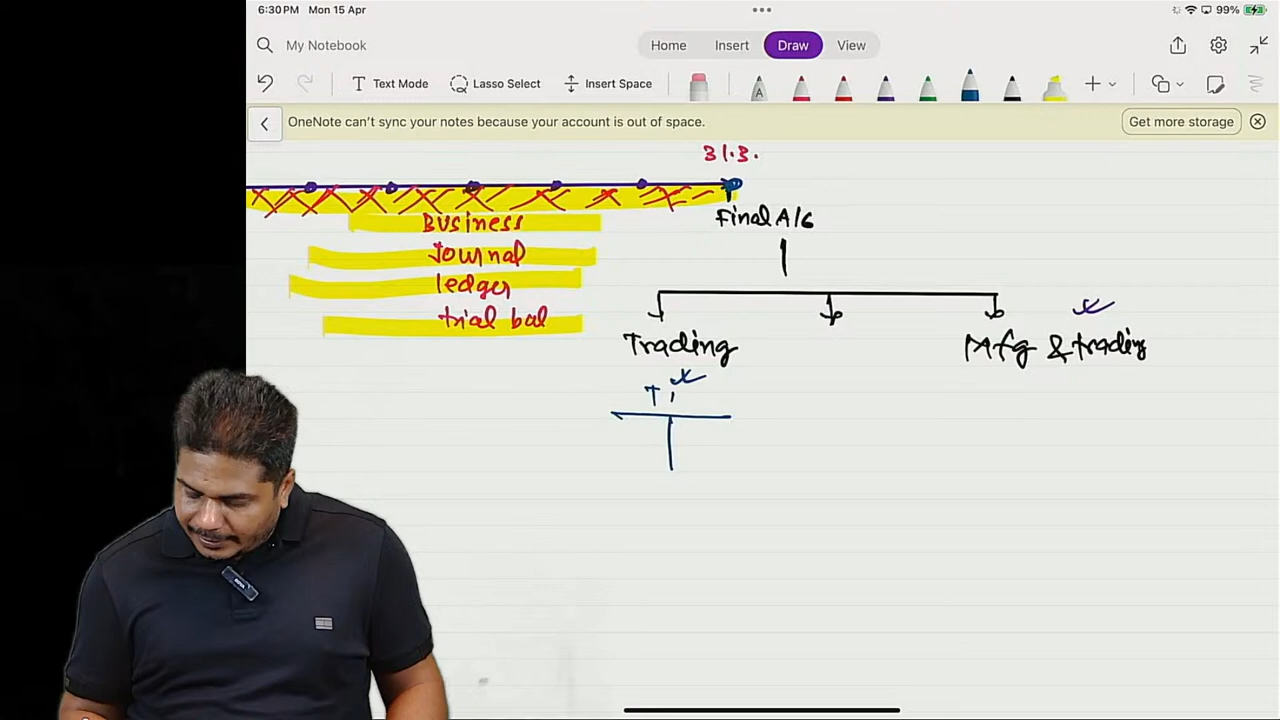 6:30 PM Mon 15 Apr
99%
My Notebook
Home Insert Draw View
Text Mode Lasso Select Insert Space
A
OneNote can't sync your notes because your account is out of space.
Get more storage
31.3.
Final A/c
Business
Journal
ledger
trial bal
Trading
Mfg & trading
T